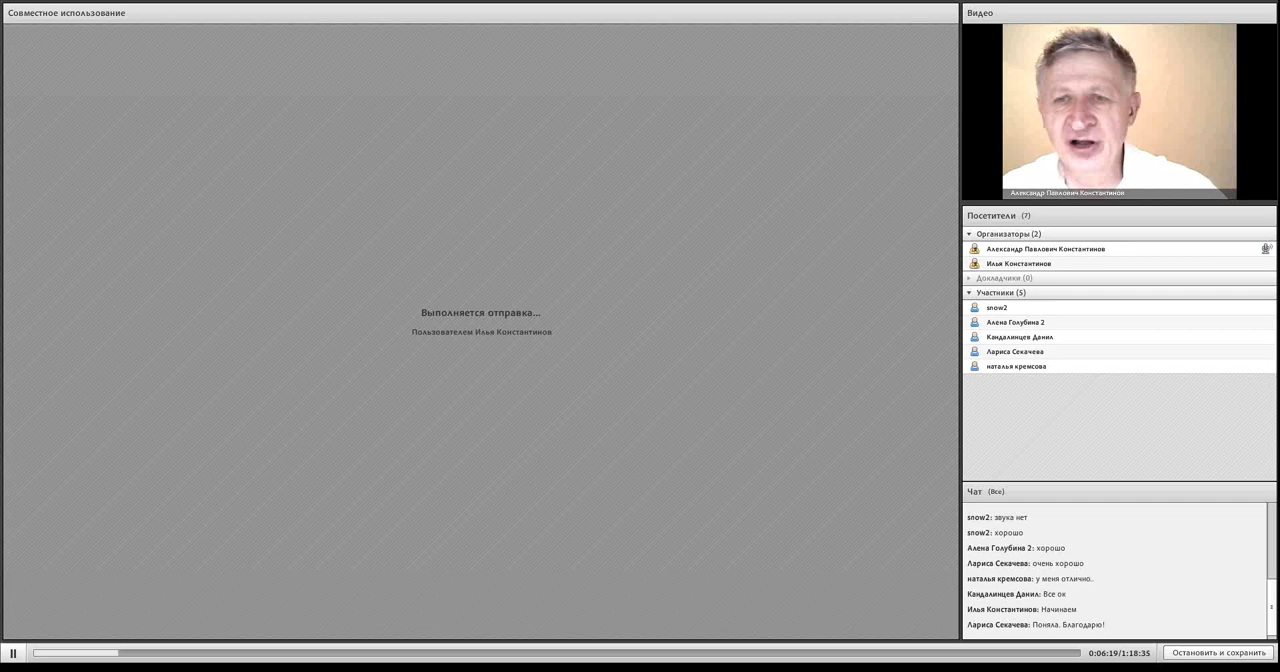 Совместное использование
Выполняется отправка...
Пользователем Илья Константинов
Видео
Александр Павлович Константинов
Посетители (7)
Организаторы (2)
Александр Павлович Константинов
Илья Константинов
Докладчики (0)
Участники (5)
snow2
Алена Голубина 2
Кандалинцев Данил
Лариса Секачева
наталья кремсова
Чат (Все)
snow2: звука нет
snow2: хорошо
Алена Голубина 2: хорошо
Лариса Секачева: очень хорошо
наталья кремсова: у меня отлично..
Кандалинцев Данил: Все ок
Илья Константинов: Начинаем
Лариса Секачева: Поняла. Благодарю!
0:06:19/1:18:35
Остановить и сохранить